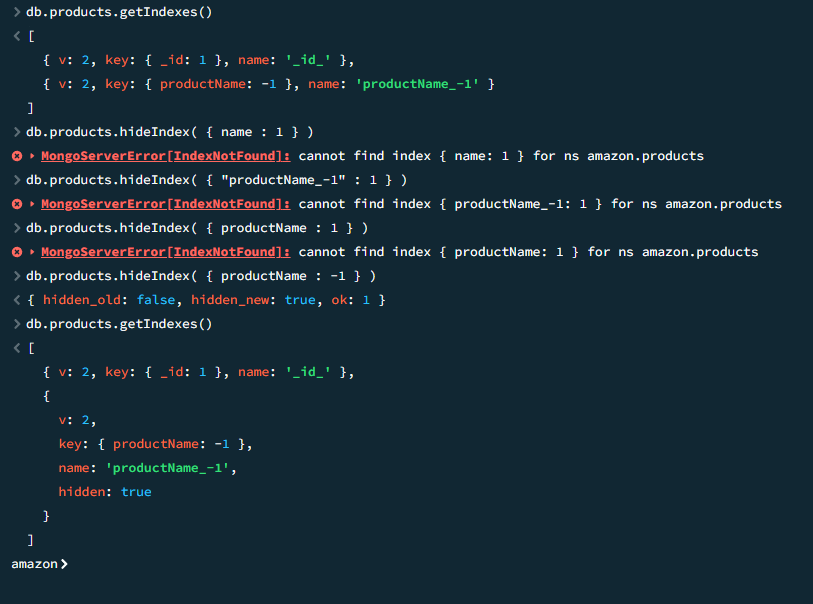 > db.products.getIndexes()
< [
{ v: 2, key: { _id: 1 }, name: '_id_' },
{ v: 2, key: { productName: -1 }, name: 'productName_-1' }
]
> db.products.hideIndex( { name : 1 } )
MongoServerError[IndexNotFound]: cannot find index { name: 1 } for ns amazon.products
> db.products.hideIndex( { "productName_-1" : 1 } )
MongoServerError[IndexNotFound]: cannot find index { productName_-1: 1 } for ns amazon.products
> db.products.hideIndex( { productName : 1 } )
MongoServerError[IndexNotFound]: cannot find index { productName: 1 } for ns amazon.products
> db.products.hideIndex( { productName : -1 } )
< { hidden_old: false, hidden_new: true, ok: 1 }
> db.products.getIndexes()
< [
{ v: 2, key: { _id: 1 }, name: '_id_' },
{
v: 2,
key: { productName: -1 },
name: 'productName_-1',
hidden: true
}
]
amazon>